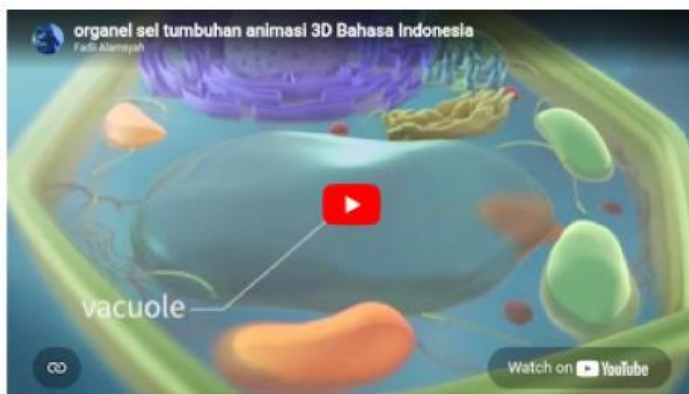 organel sel tumbuhan animasi 3D Bahasa Indonesia
Fadli Alamsyah
vacuole
Watch on YouTube